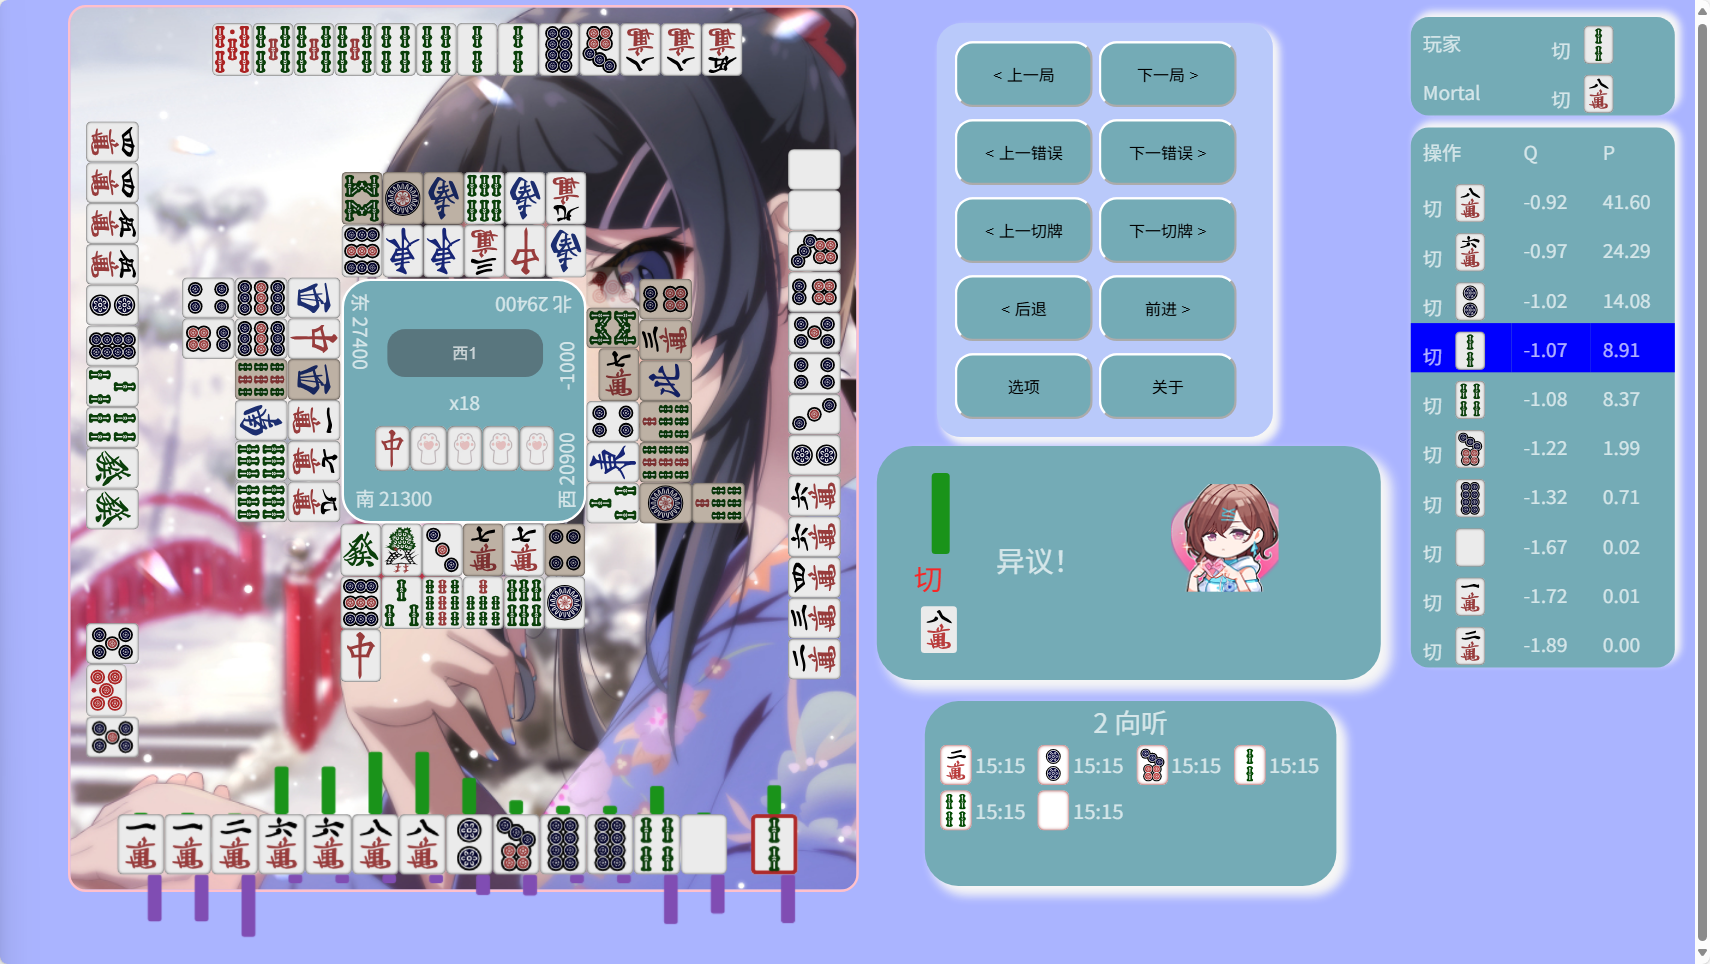 < 上一局
下一局 >
< 上一错误
下一错误 >
< 上一切牌
下一切牌 >
< 后退
前进 >
选项
关于
玩家 切
Mortal 切
操作 Q P
切 -0.92 41.60
切 -0.97 24.29
切 -1.02 14.08
切 -1.07 8.91
切 -1.08 8.37
切 -1.22 1.99
切 -1.32 0.71
切 -1.67 0.02
切 -1.72 0.01
切 -1.89 0.00
东 27400
北 29400
西1
-1000
x18
南 21300
西 20900
切
异议!
2 向听
15:15 15:15 15:15 15:15
15:15 15:15